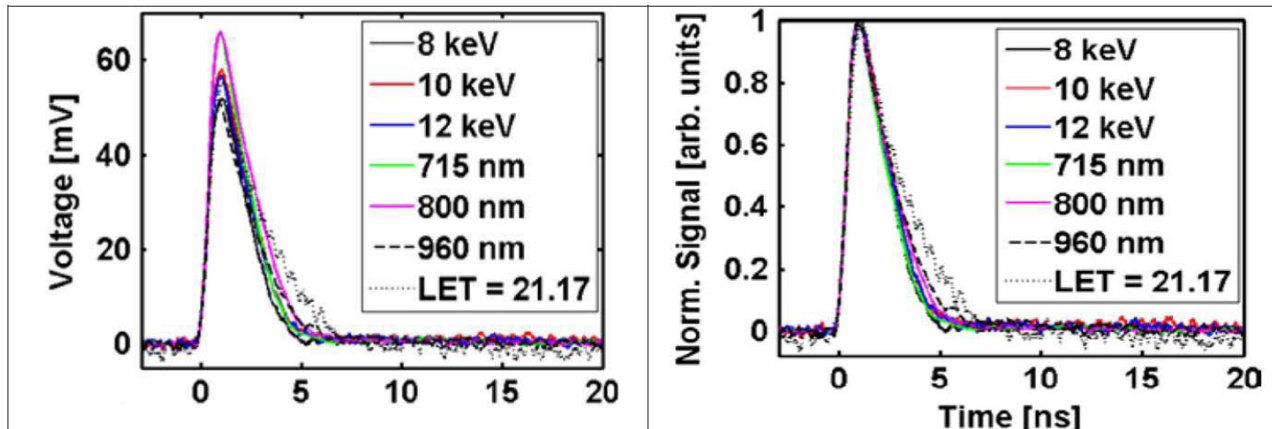 Voltage [mV]
60
40
20
0
8 keV
10 keV
12 keV
715 nm
800 nm
960 nm
LET = 21.17
0 5 10 15 20
Norm. Signal [arb. units]
1
0.8
0.6
0.4
0.2
0
8 keV
10 keV
12 keV
715 nm
800 nm
960 nm
LET = 21.17
0 5 10 15 20
Time [ns]